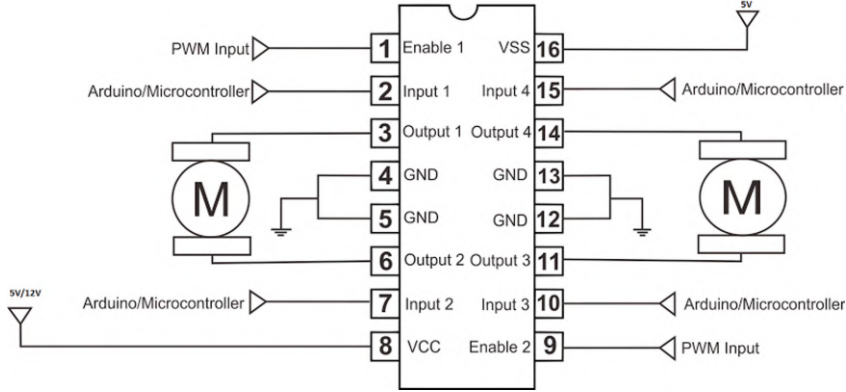 5V
PWM Input 1 Enable 1 VSS 16
Arduino/Microcontroller 2 Input 1 Input 4 15 Arduino/Microcontroller
3 Output 1 Output 4 14
4 GND GND 13
M M
5 GND GND 12
6 Output 2 Output 3 11
5V/12V
Arduino/Microcontroller 7 Input 2 Input 3 10 Arduino/Microcontroller
8 VCC Enable 2 9 PWM Input